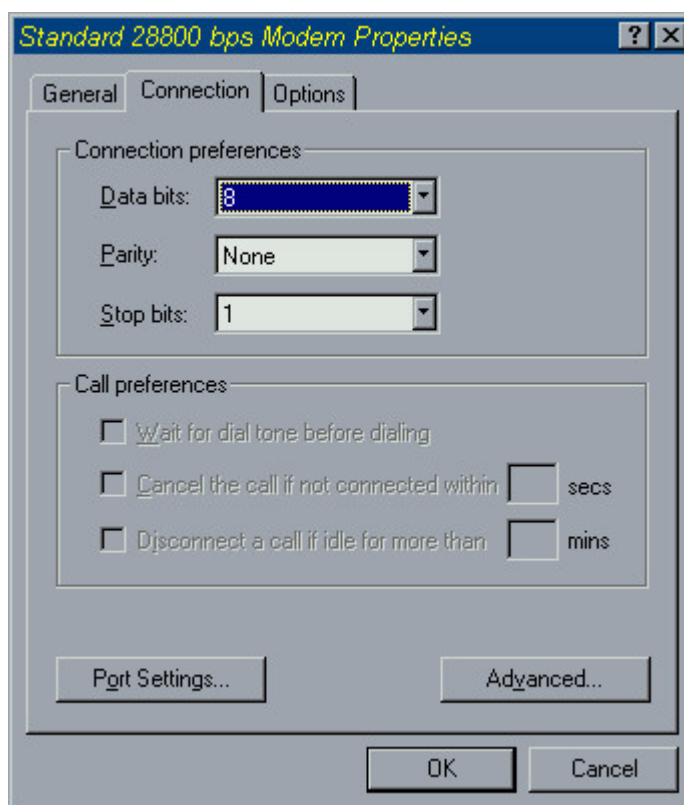 Standard 28800 bps Modem Properties
General Connection Options
Connection preferences
Data bits: 8
Parity: None
Stop bits: 1
Call preferences
Wait for dial tone before dialing
Cancel the call if not connected within secs
Disconnect a call if idle for more than mins
Port Settings... Advanced...
OK Cancel